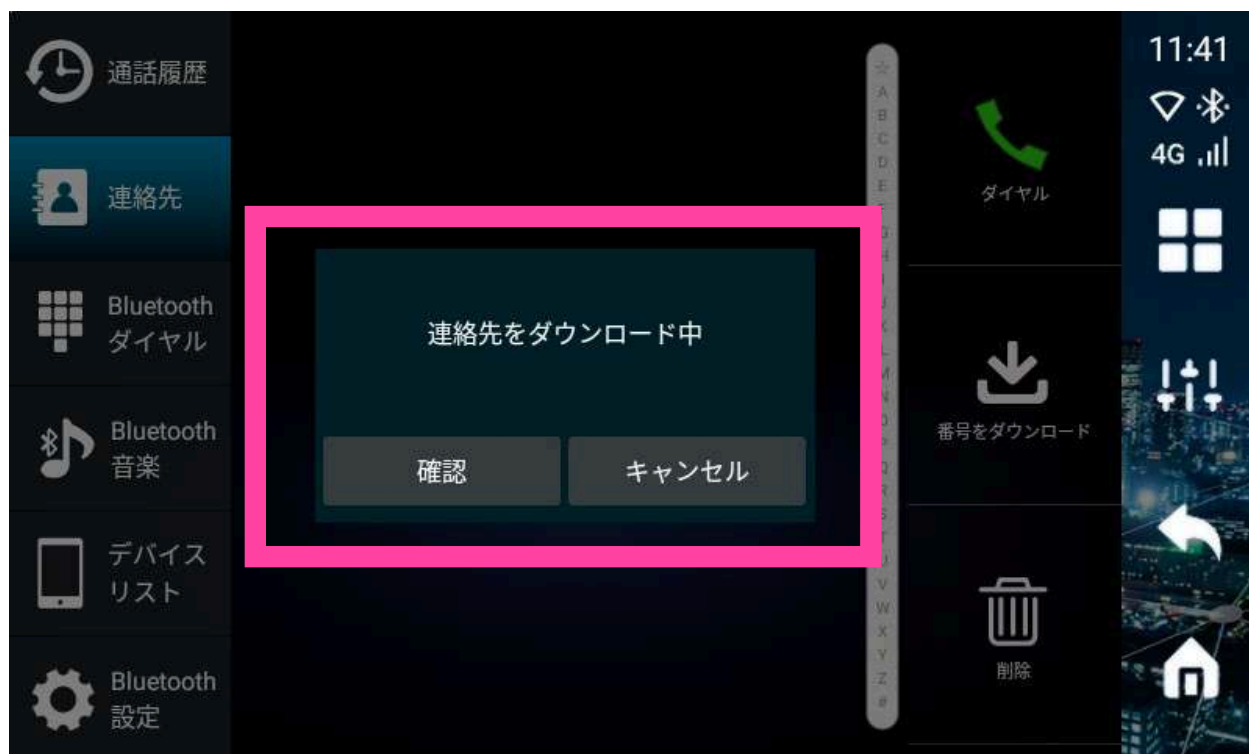 通話履歴
連絡先
Bluetooth
ダイヤル
Bluetooth
音楽
デバイス
リスト
Bluetooth
設定
連絡先をダウンロード中
確認
キャンセル
☆
A
B
C
D
E
F
G
H
I
J
K
L
M
N
O
P
Q
R
S
T
U
V
W
X
Y
Z
#
ダイヤル
番号をダウンロード
削除
11:41
4G